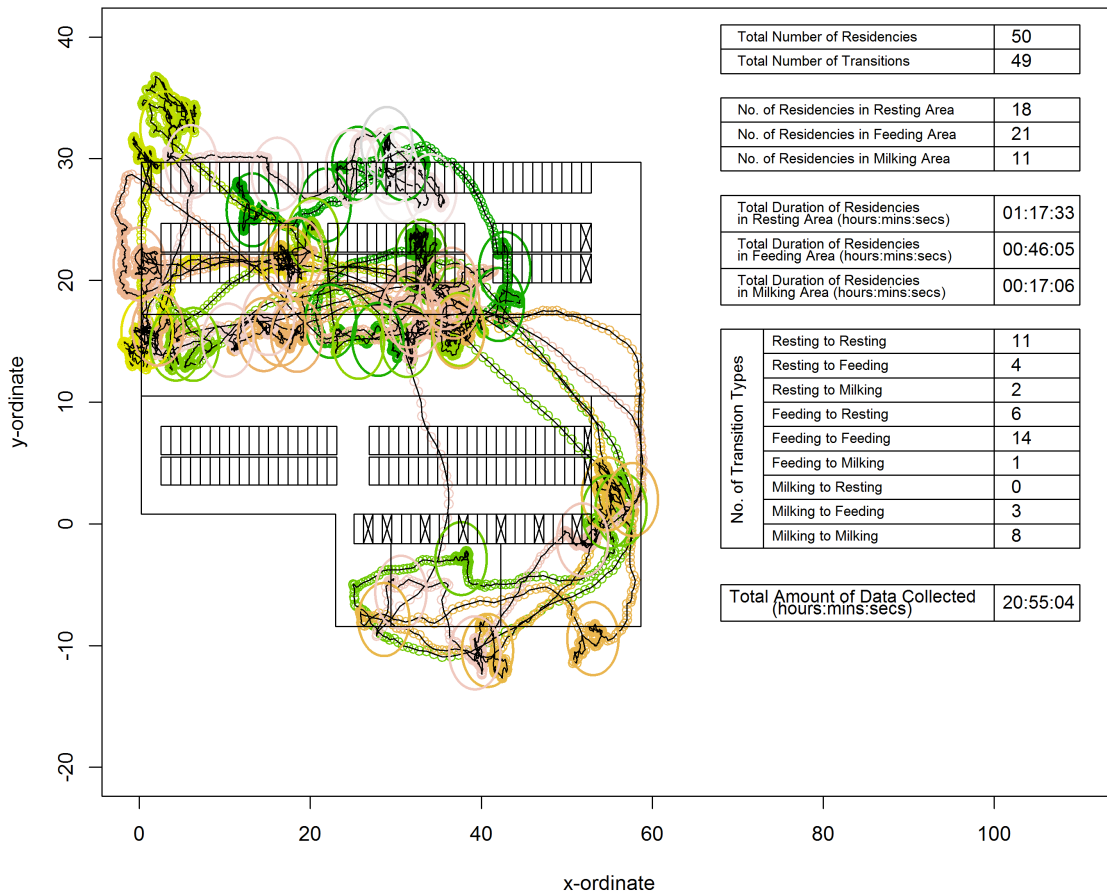 Total Number of Residencies 50
Total Number of Transitions 49
No. of Residencies in Resting Area 18
No. of Residencies in Feeding Area 21
No. of Residencies in Milking Area 11
Total Duration of Residencies
in Resting Area (hours:mins:secs) 01:17:33
Total Duration of Residencies
in Feeding Area (hours:mins:secs) 00:46:05
Total Duration of Residencies
in Milking Area (hours:mins:secs) 00:17:06
No. of Transition Types
Resting to Resting 11
Resting to Feeding 4
Resting to Milking 2
Feeding to Resting 6
Feeding to Feeding 14
Feeding to Milking 1
Milking to Resting 0
Milking to Feeding 3
Milking to Milking 8
Total Amount of Data Collected
(hours:mins:secs) 20:55:04
y-ordinate
40
30
20
10
0
-10
-20
0 20 40 60 80 100
x-ordinate